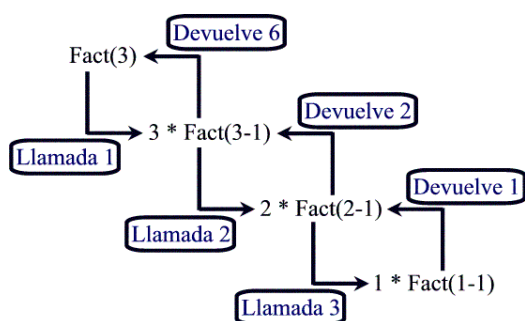 Devuelve 6
Fact(3)
Devuelve 2
Llamada 1
3 * Fact(3-1)
Devuelve 1
Llamada 2
2 * Fact(2-1)
Llamada 3
1 * Fact(1-1)